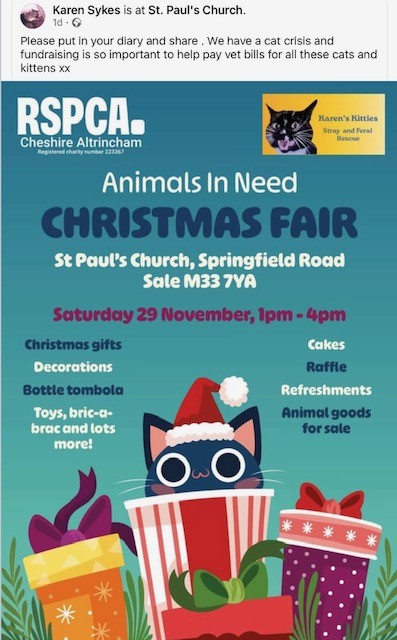 Karen Sykes is at St. Paul's Church.
1d ·
Please put in your diary and share . We have a cat crisis and
fundraising is so important to help pay vet bills for all these cats and
kittens xx
RSPCA
Cheshire Altrincham
Registered charity number 223367
Karen's Kitties
Stray and Feral
Rescue
Animals In Need
CHRISTMAS FAIR
St Paul's Church, Springfield Road
Sale M33 7YA
Saturday 29 November, 1pm - 4pm
Christmas gifts
Decorations
Bottle tombola
Toys, bric-a-
brac and lots
more!
Cakes
Raffle
Refreshments
Animal goods
for sale